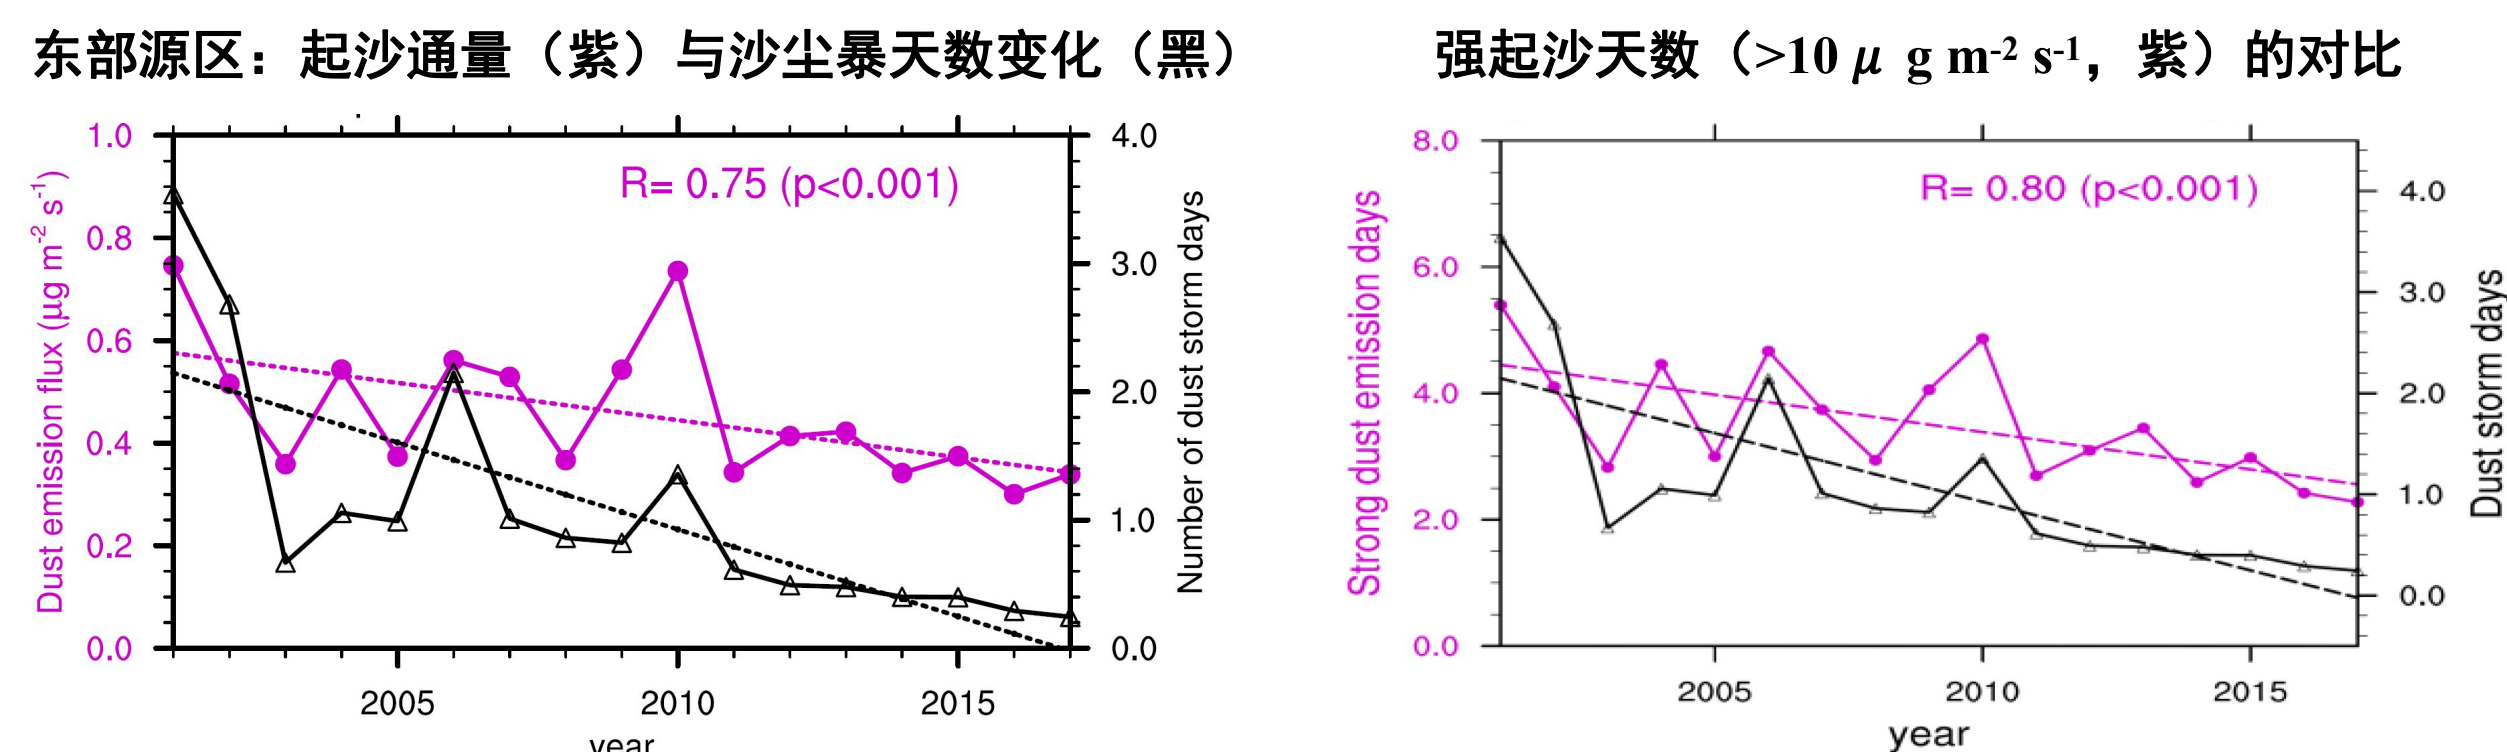 东部源区：起沙通量（紫）与沙尘暴天数变化（黑）
强起沙天数（>10μg m-2 s-1，紫）的对比
Dust emission flux (µg m-2 s-1)
1.0
0.8
0.6
0.4
0.2
0.0
R= 0.75 (p<0.001)
4.0
3.0
2.0
1.0
0.0
Number of dust storm days
2005
2010
2015
year
Strong dust emission days
8.0
6.0
4.0
2.0
0.0
R= 0.80 (p<0.001)
4.0
3.0
2.0
1.0
0.0
Dust storm days
2005
2010
2015
year